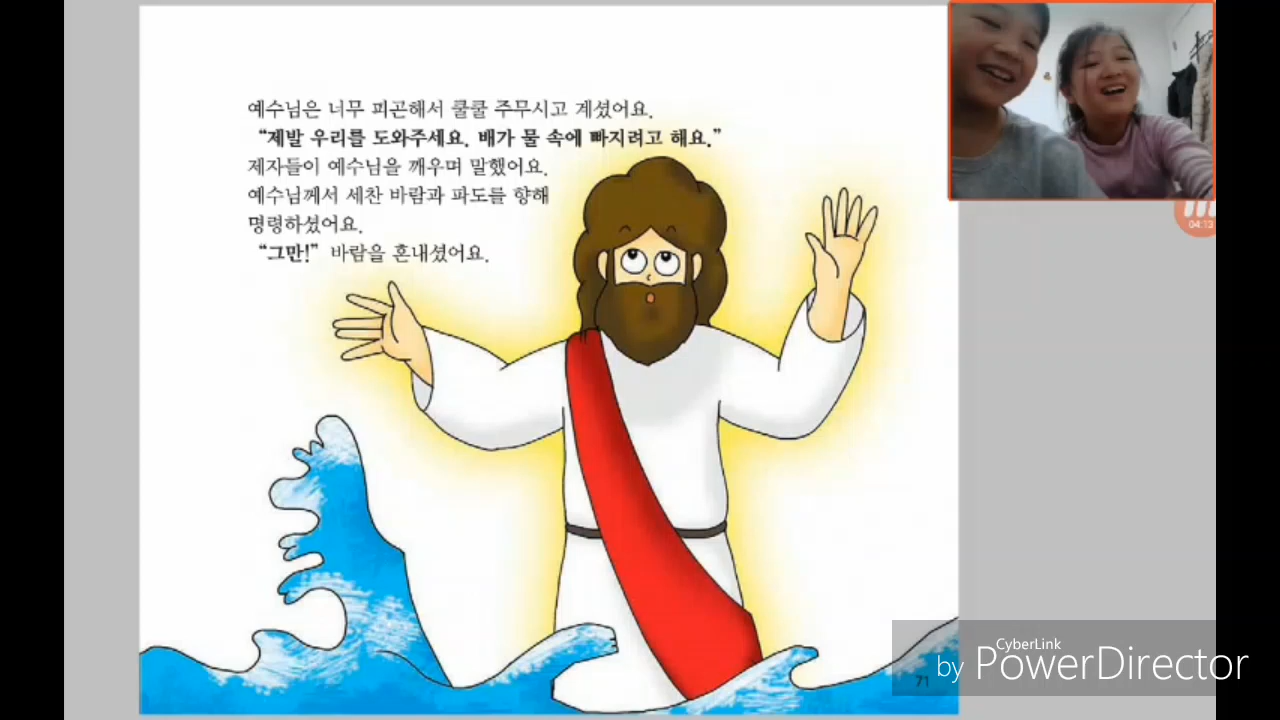 예수님은 너무 피곤해서 쿨쿨 주무시고 계셨어요.
“제발 우리를 도와주세요. 배가 물 속에 빠지려고 해요.”
제자들이 예수님을 깨우며 말했어요.
예수님께서 세찬 바람과 파도를 향해
명령하셨어요.
“그만!” 바람을 혼내셨어요.
04:12
CyberLink
by PowerDirector
71